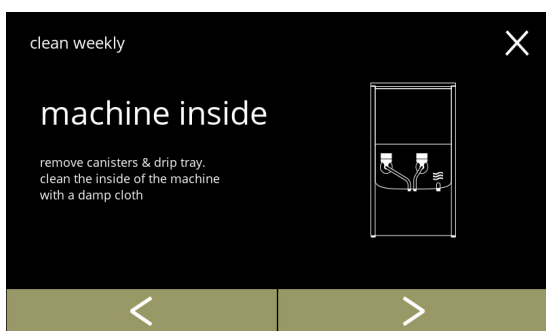 clean weekly
machine inside
remove canisters & drip tray.
clean the inside of the machine
with a damp cloth